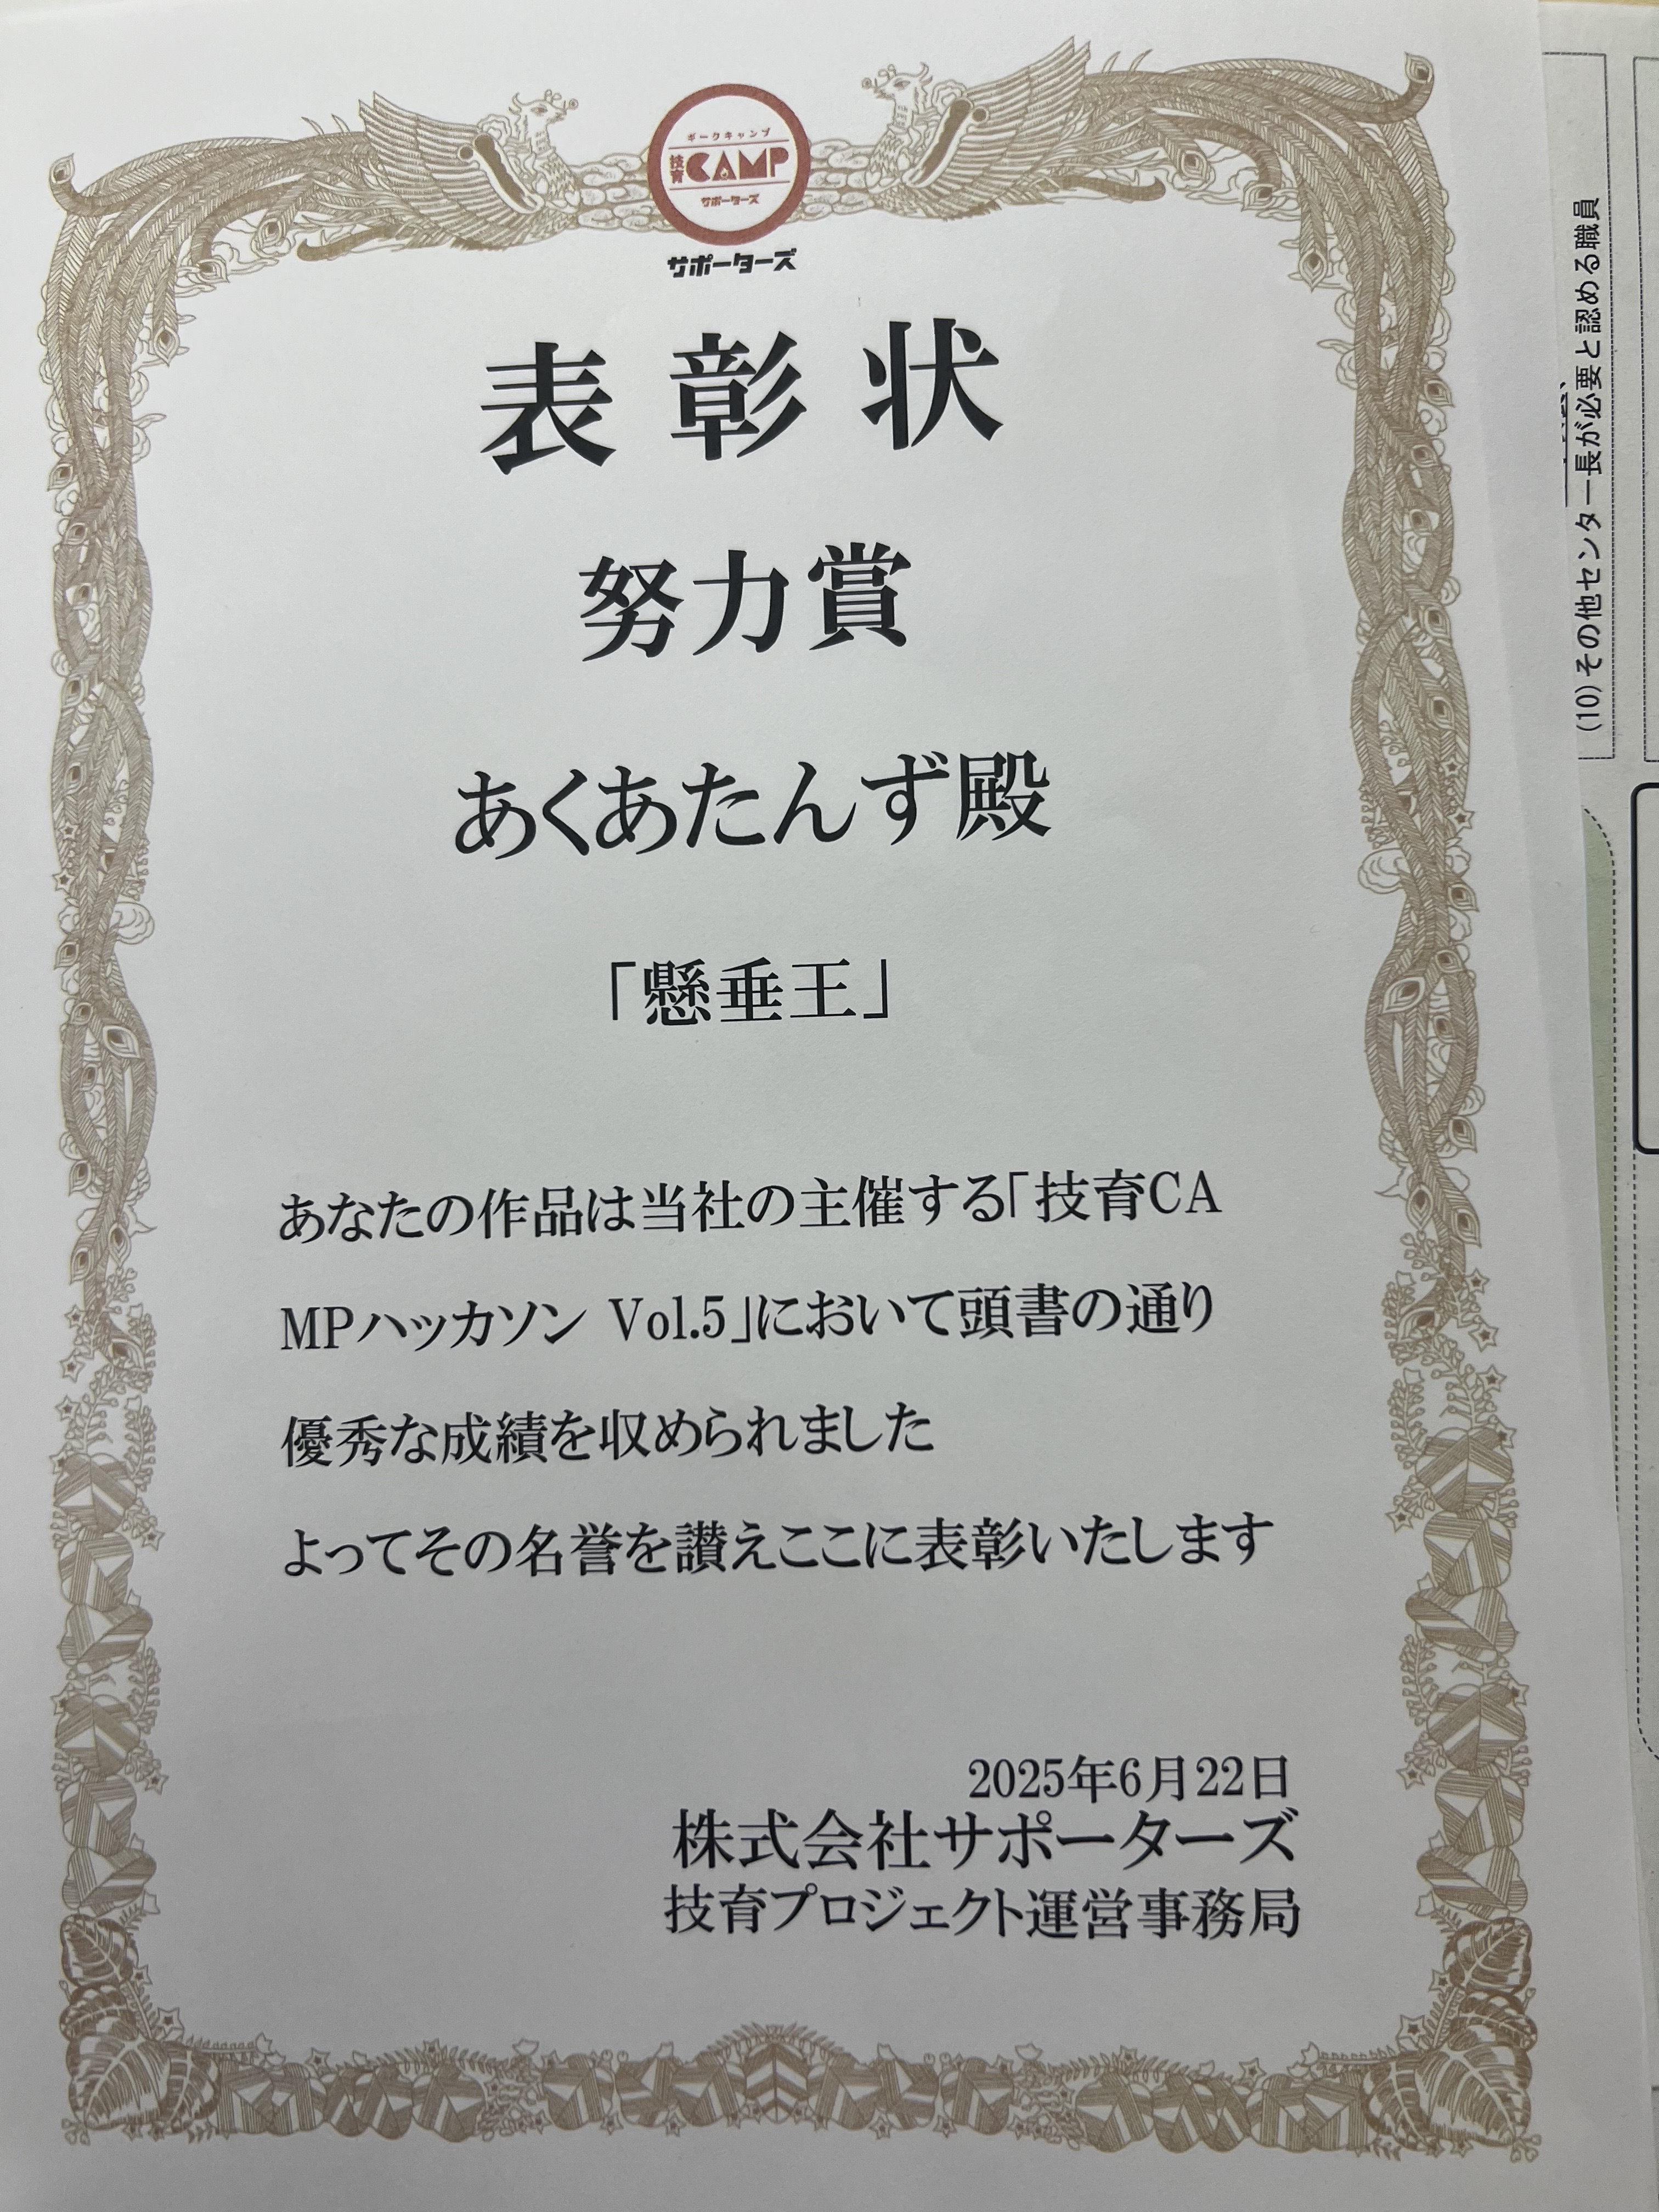 ギークキャンプ
技育CAMP
サポーターズ
サポーターズ
表彰状
努力賞
あくあたんず殿
「懸垂王」
あなたの作品は当社の主催する「技育CA
MPハッカソン Vol.5」において頭書の通り
優秀な成績を収められました
よってその名誉を讃えここに表彰いたします
2025年6月22日
株式会社サポーターズ
技育プロジェクト運営事務局
(10) その他センター長が必要と認める職員